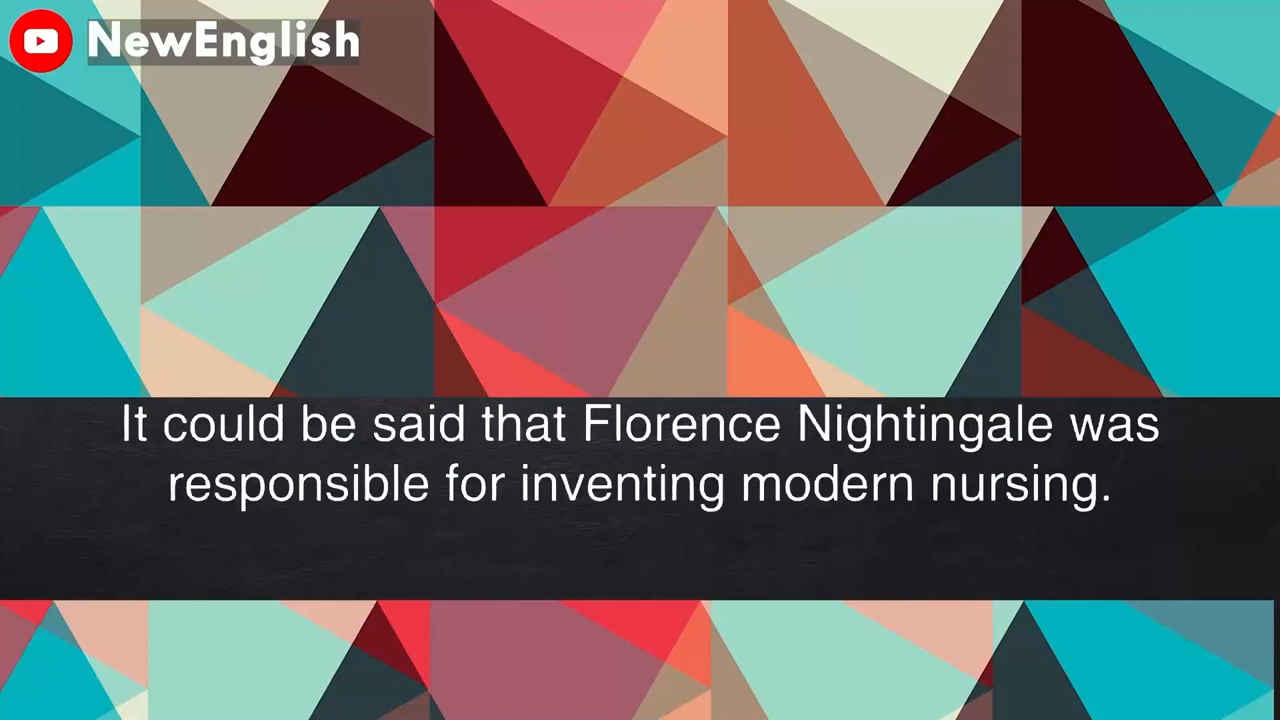 NewEnglish
It could be said that Florence Nightingale was
responsible for inventing modern nursing.